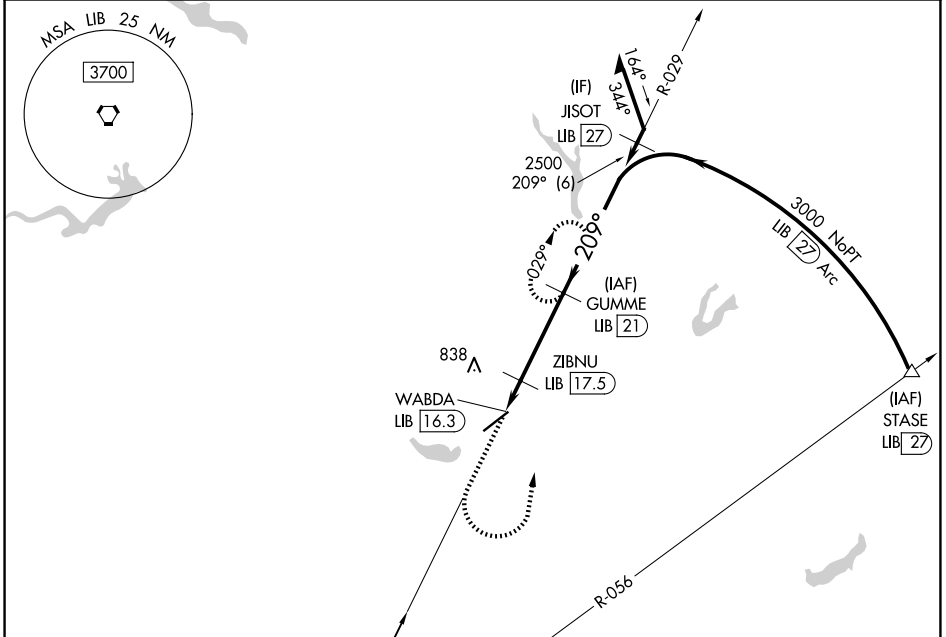 MSA LIB 25 NM
3700
R-029
164°
344°
(IF)
JISOT
LIB 27
2500
209° (6)
3000 NoPT
LIB 27 Arc
209°
029°
(IAF)
GUMME
LIB 21
838
ZIBNU
LIB 17.5
WABDA
LIB 16.3
(IAF)
STASE
LIB 27
R-056